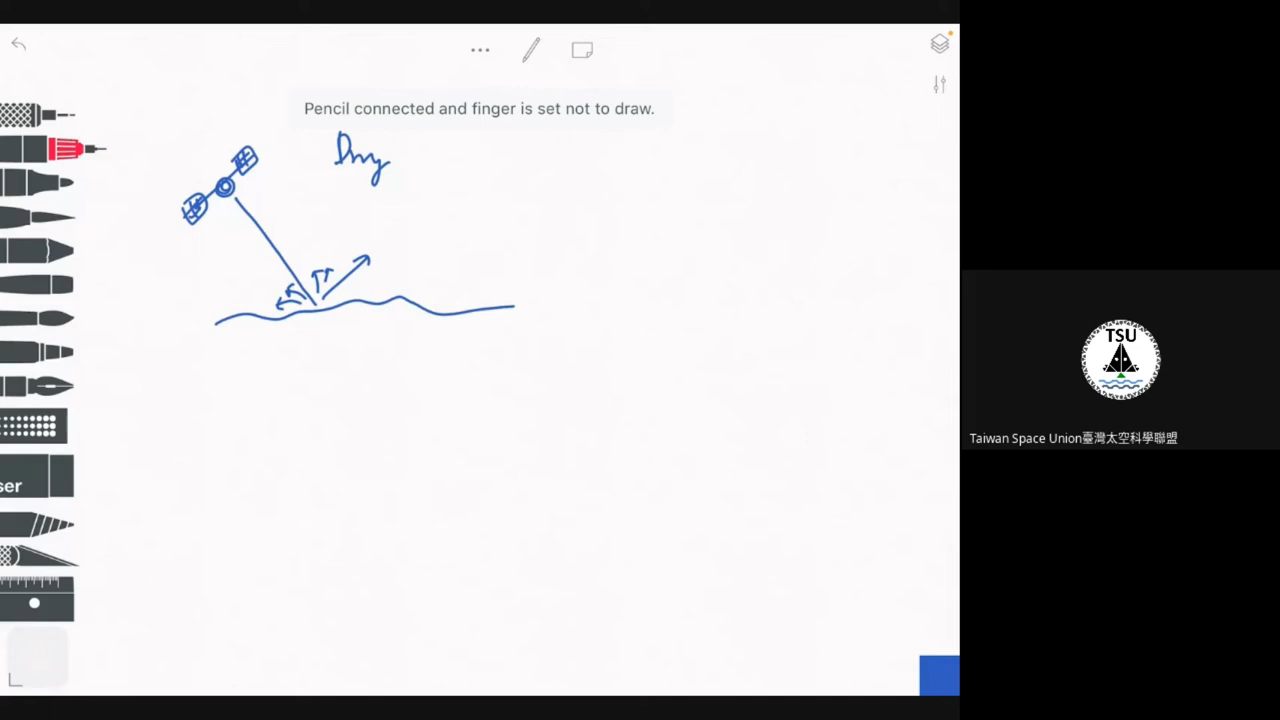 Pencil connected and finger is set not to draw.
Dry
TSU
Taiwan Space Union臺灣太空科學聯盟
ser